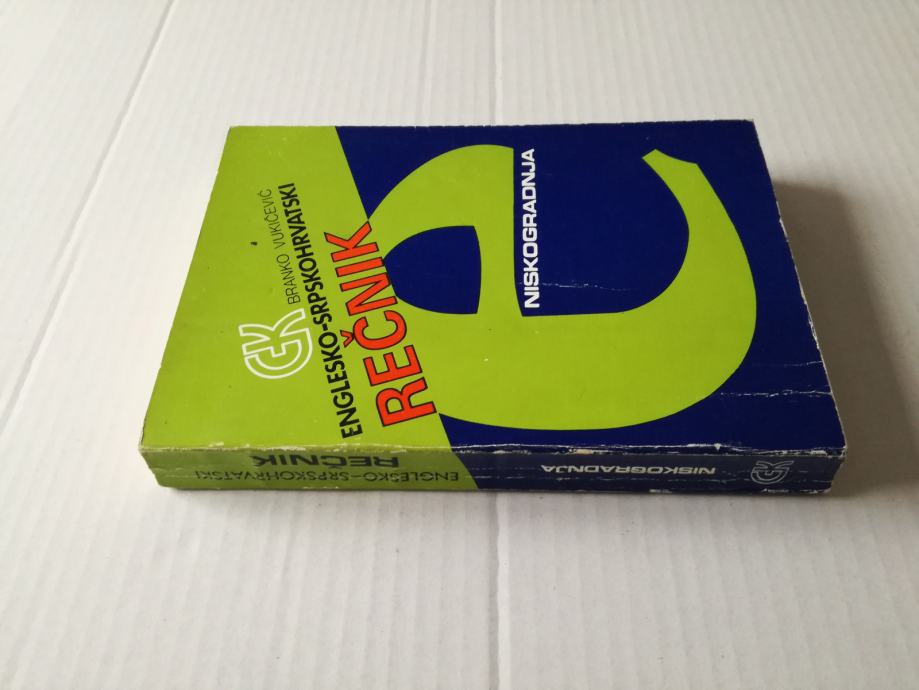 GK
BRANKO VUKIČEVIĆ
ENGLESKO-SRPSKOHRVATSKI
REČNIK
e
NISKOGRADNJA
ENGLESKO-SRPSKOHRVATSKI
REČNIK
NISKOGRADNJA
GK